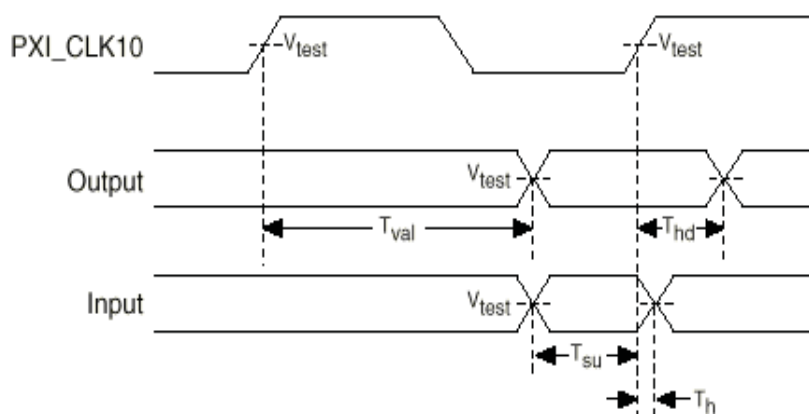 PXI_CLK10
Vtest
Vtest
Output
Vtest
Tval
Thd
Input
Vtest
Tsu
Th